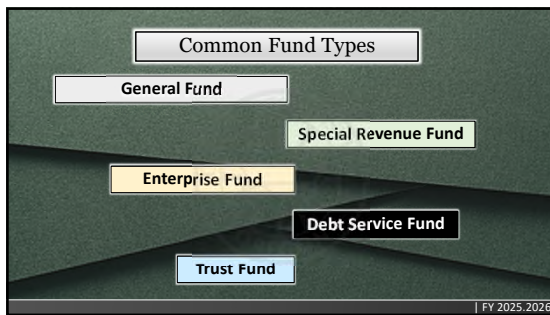 Common Fund Types
General Fund
Special Revenue Fund
Enterprise Fund
Debt Service Fund
Trust Fund
| FY 2025.2026